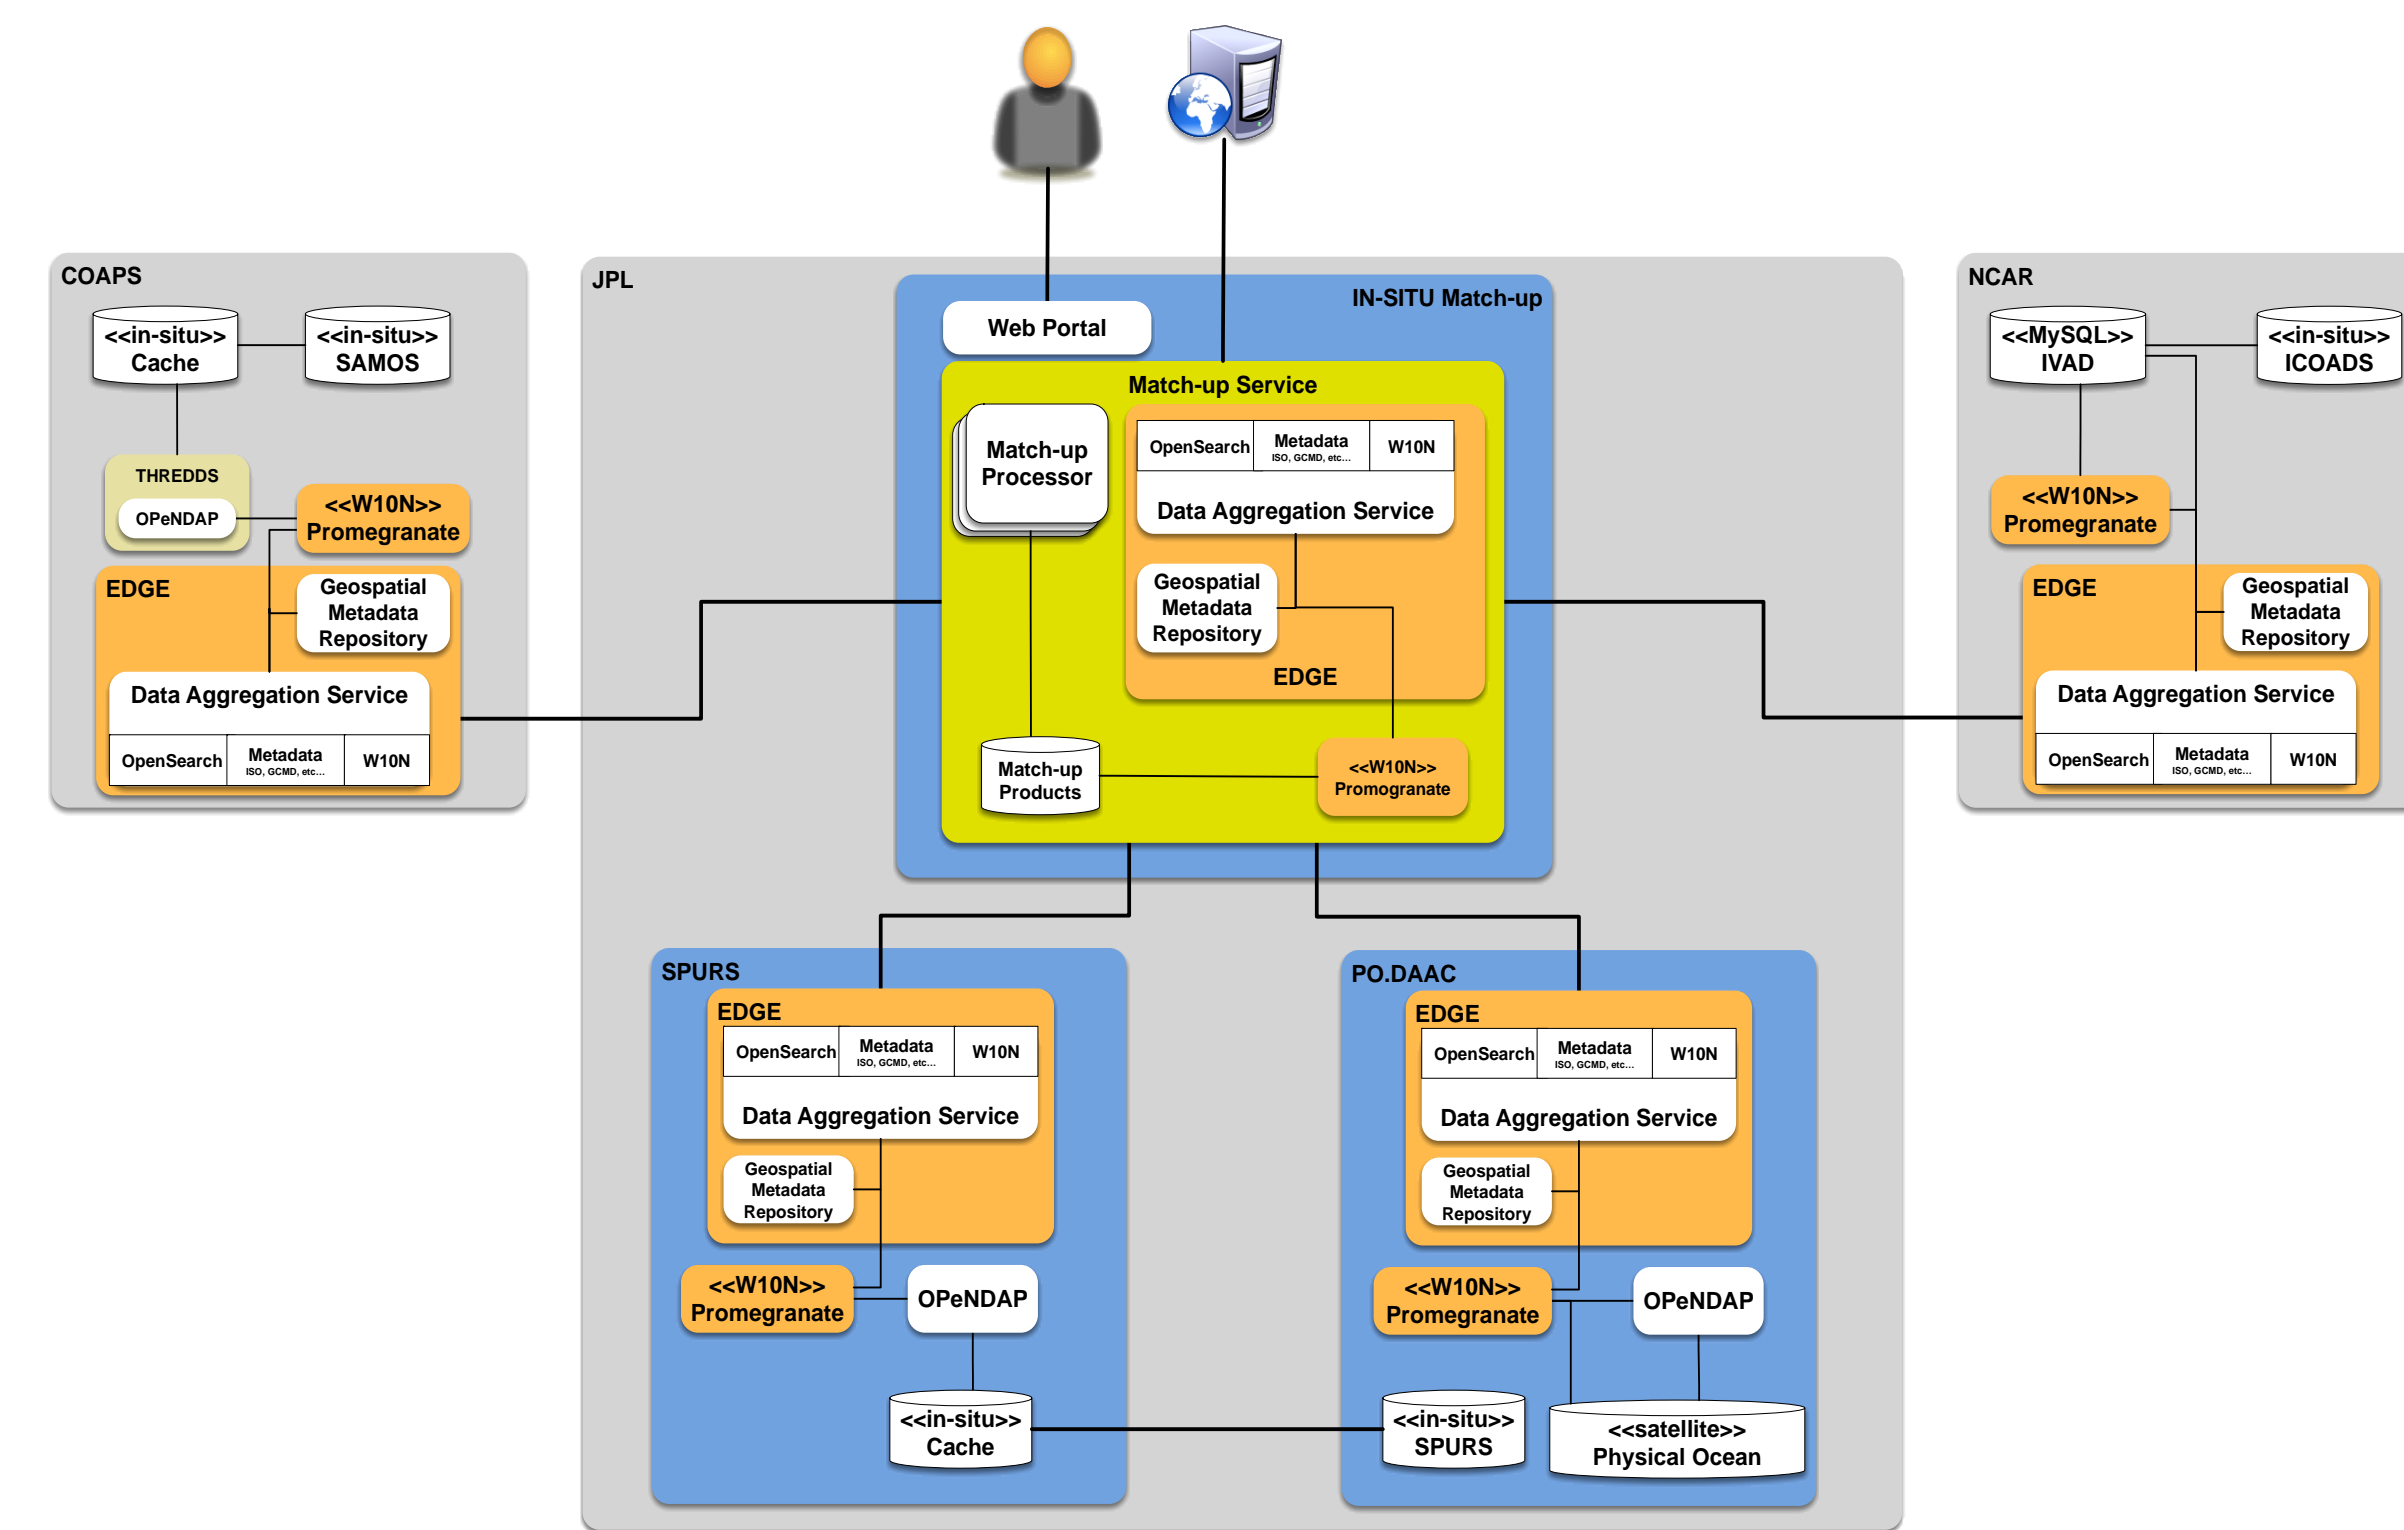 COAPS
<<in-situ>>
Cache
<<in-situ>>
SAMOS
THREDDS
OPeNDAP
<<W10N>>
Promegranate
EDGE
Geospatial
Metadata
Repository
Data Aggregation Service
OpenSearch
Metadata
ISO, GCMD, etc...
W10N
JPL
IN-SITU Match-up
Web Portal
Match-up Service
Match-up
Processor
OpenSearch
Metadata
ISO, GCMD, etc...
W10N
Data Aggregation Service
Geospatial
Metadata
Repository
EDGE
Match-up
Products
<<W10N>>
Promogranate
SPURS
EDGE
OpenSearch
Metadata
ISO, GCMD, etc...
W10N
Data Aggregation Service
Geospatial
Metadata
Repository
<<W10N>>
Promegranate
OPeNDAP
<<in-situ>>
Cache
PO.DAAC
EDGE
OpenSearch
Metadata
ISO, GCMD, etc...
W10N
Data Aggregation Service
Geospatial
Metadata
Repository
<<W10N>>
Promegranate
OPeNDAP
<<in-situ>>
SPURS
<<satellite>>
Physical Ocean
NCAR
<<MySQL>>
IVAD
<<in-situ>>
ICOADS
<<W10N>>
Promegranate
EDGE
Geospatial
Metadata
Repository
Data Aggregation Service
OpenSearch
Metadata
ISO, GCMD, etc...
W10N